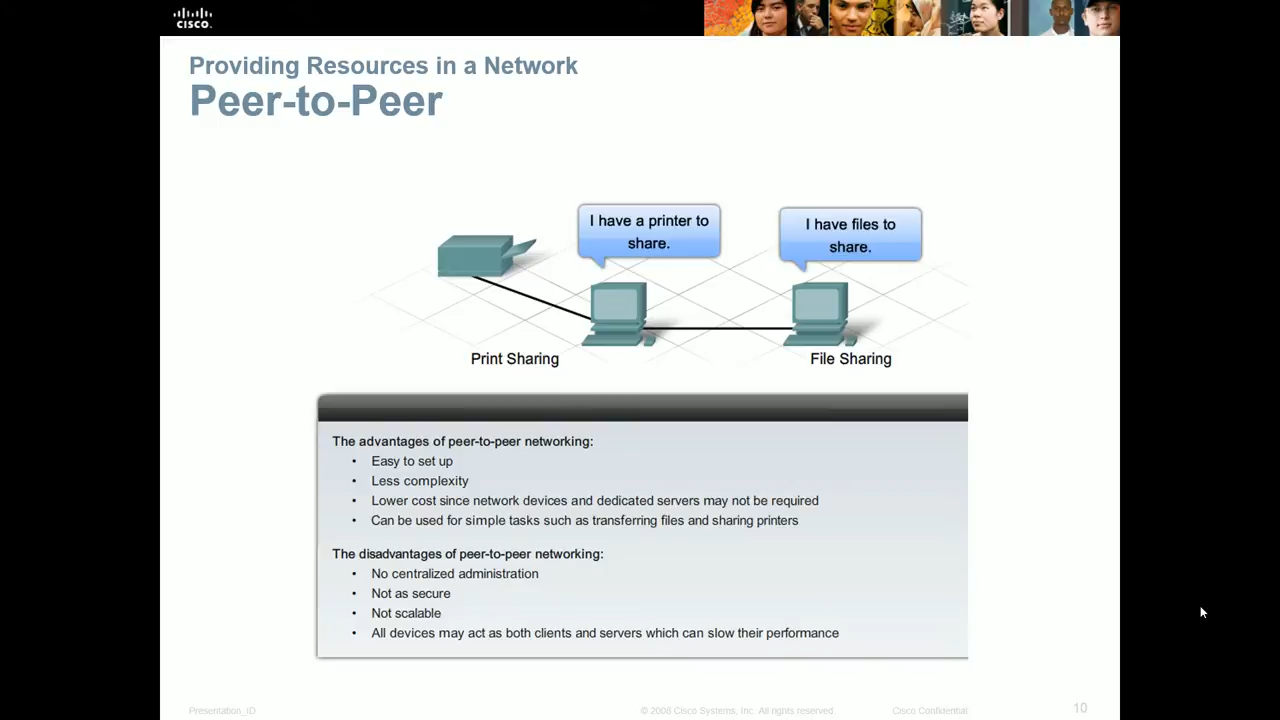 CISCO.
Providing Resources in a Network
Peer-to-Peer
I have a printer to
share.
I have files to
share.
Print Sharing
File Sharing
The advantages of peer-to-peer networking:
• Easy to set up
• Less complexity
• Lower cost since network devices and dedicated servers may not be required
• Can be used for simple tasks such as transferring files and sharing printers
The disadvantages of peer-to-peer networking:
• No centralized administration
• Not as secure
• Not scalable
• All devices may act as both clients and servers which can slow their performance
Presentation_ID
© 2008 Cisco Systems, Inc. All rights reserved.
Cisco Confidential
10